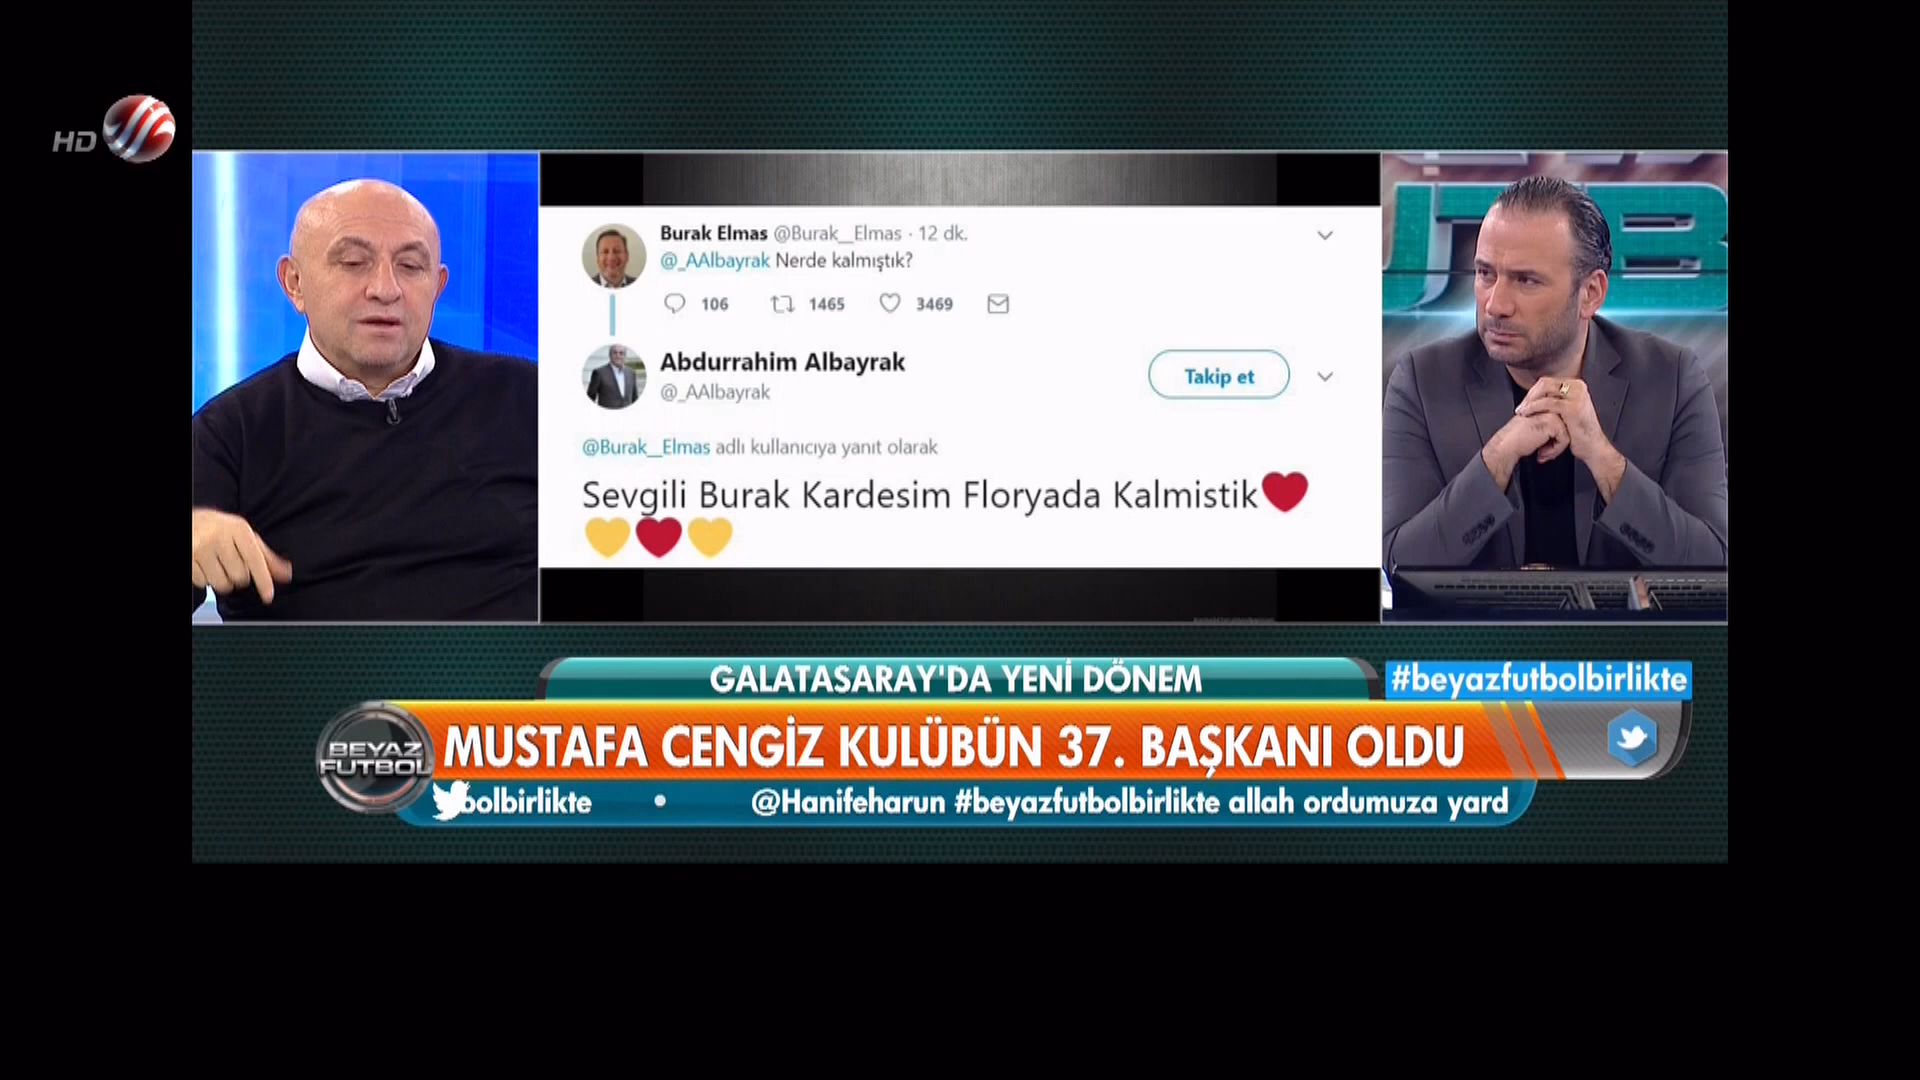 HD
Burak Elmas @Burak__Elmas · 12 dk.
@_AAlbayrak Nerde kalmıştık?
106 1465 3469
Abdurrahim Albayrak
@_AAlbayrak
Takip et
@Burak__Elmas adlı kullanıcıya yanıt olarak
Sevgili Burak Kardesim Floryada Kalmistik❤️
💛❤️💛
GALATASARAY'DA YENİ DÖNEM
#beyazfutbolbirlikte
BEYAZ
FUTBOL
MUSTAFA CENGİZ KULÜBÜN 37. BAŞKANI OLDU
bolbirlikte • @Hanifeharun #beyazfutbolbirlikte allah ordumuza yard